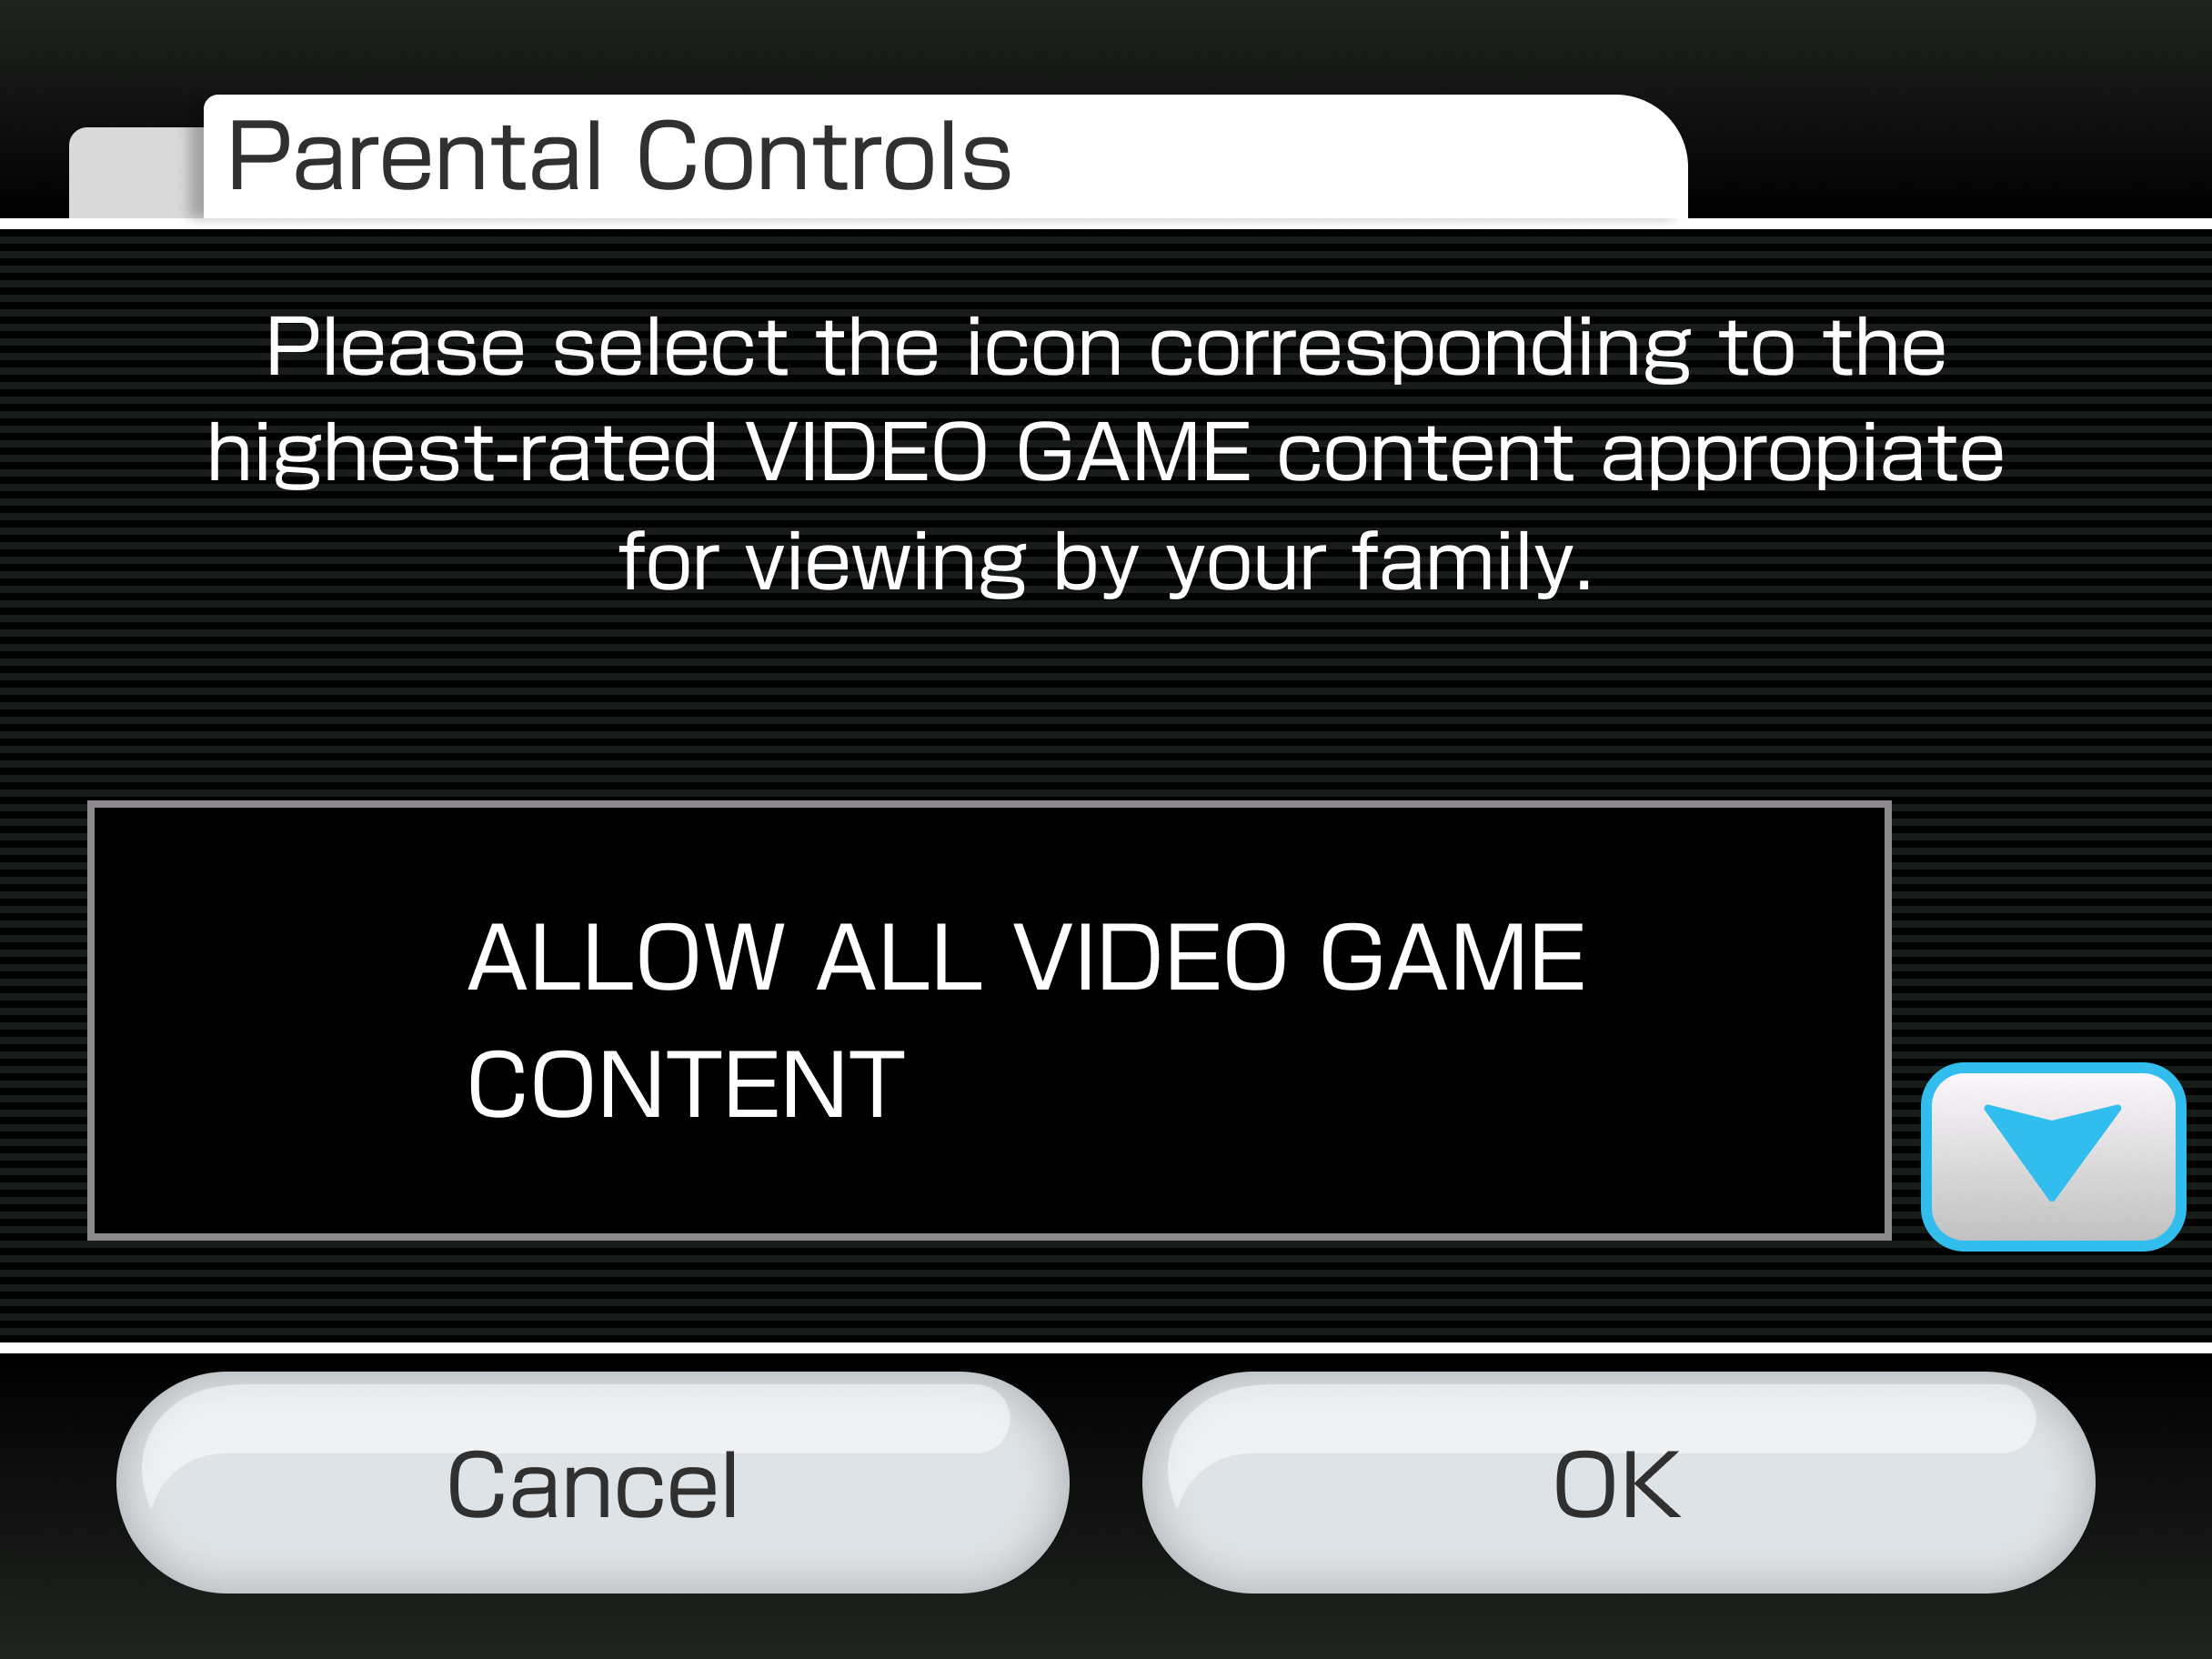 Parental Controls
Please select the icon corresponding to the
highest-rated VIDEO GAME content appropiate
for viewing by your family.
ALLOW ALL VIDEO GAME
CONTENT
Cancel
OK